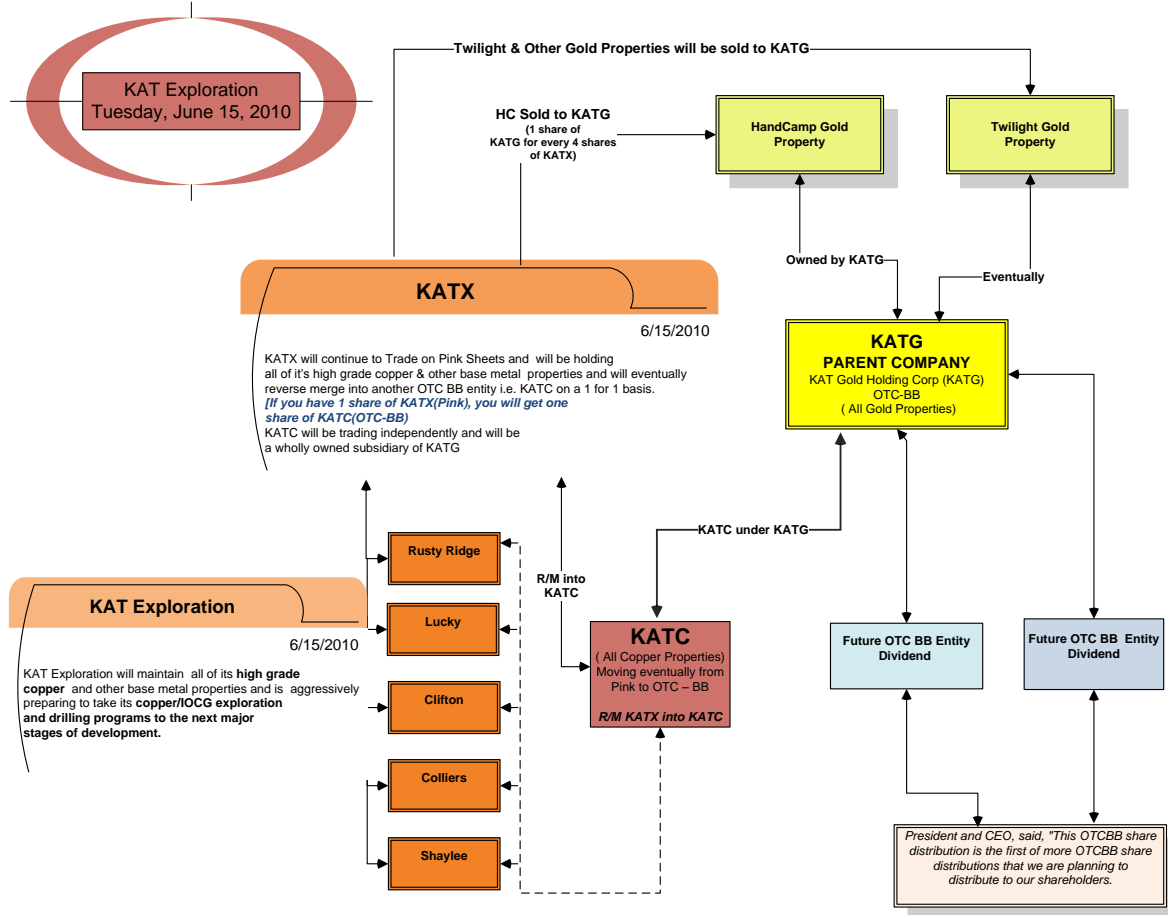 KAT Exploration
Tuesday, June 15, 2010
Twilight & Other Gold Properties will be sold to KATG
HC Sold to KATG
(1 share of
KATG for every 4 shares
of KATX)
HandCamp Gold
Property
Twilight Gold
Property
Owned by KATG
Eventually
KATX
6/15/2010
KATX will continue to Trade on Pink Sheets and will be holding
all of it's high grade copper & other base metal properties and will eventually
reverse merge into another OTC BB entity i.e. KATC on a 1 for 1 basis.
[If you have 1 share of KATX(Pink), you will get one
share of KATC(OTC-BB)
KATC will be trading independently and will be
a wholly owned subsidiary of KATG
KATG
PARENT COMPANY
KAT Gold Holding Corp (KATG)
OTC-BB
( All Gold Properties)
KATC under KATG
R/M into
KATC
Rusty Ridge
Lucky
Clifton
Colliers
Shaylee
KAT Exploration
6/15/2010
KAT Exploration will maintain all of its high grade
copper and other base metal properties and is aggressively
preparing to take its copper/IOCG exploration
and drilling programs to the next major
stages of development.
KATC
( All Copper Properties)
Moving eventually from
Pink to OTC – BB
R/M KATX into KATC
Future OTC BB Entity
Dividend
Future OTC BB Entity
Dividend
President and CEO, said, "This OTCBB share
distribution is the first of more OTCBB share
distributions that we are planning to
distribute to our shareholders.